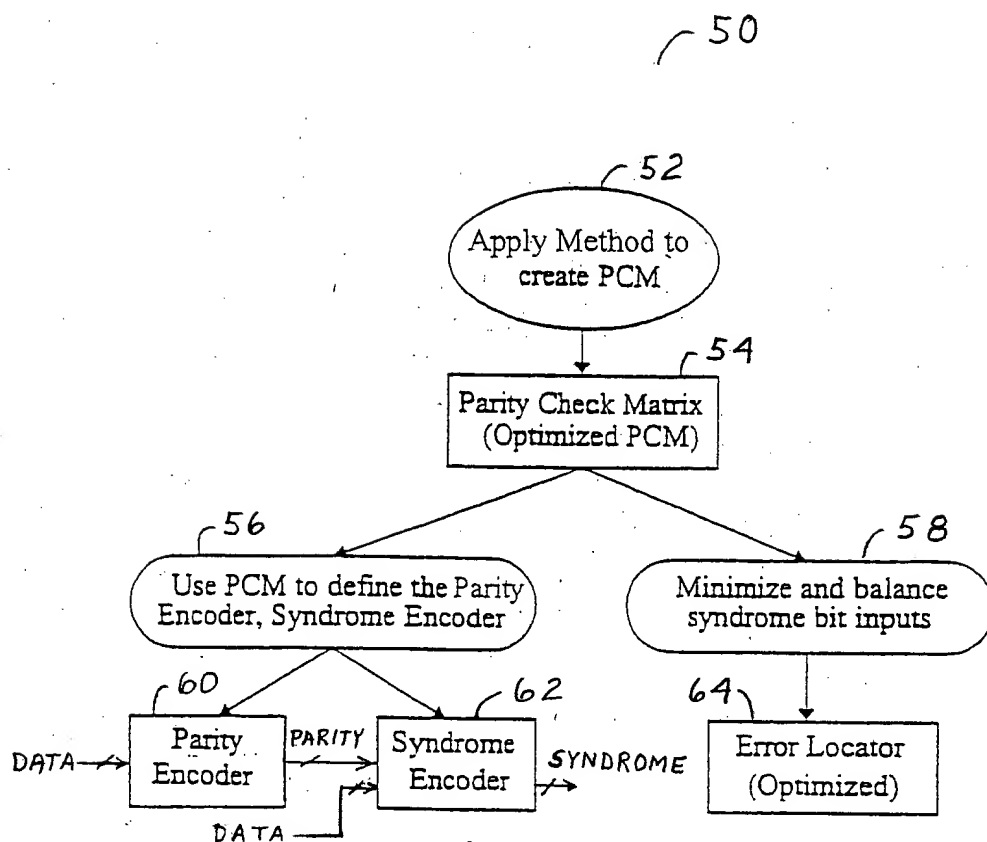 50
52
Apply Method to
create PCM
54
Parity Check Matrix
(Optimized PCM)
56
Use PCM to define the Parity
Encoder, Syndrome Encoder
58
Minimize and balance
syndrome bit inputs
60
Parity
Encoder
62
Syndrome
Encoder
64
Error Locator
(Optimized)
DATA
PARITY
SYNDROME
DATA